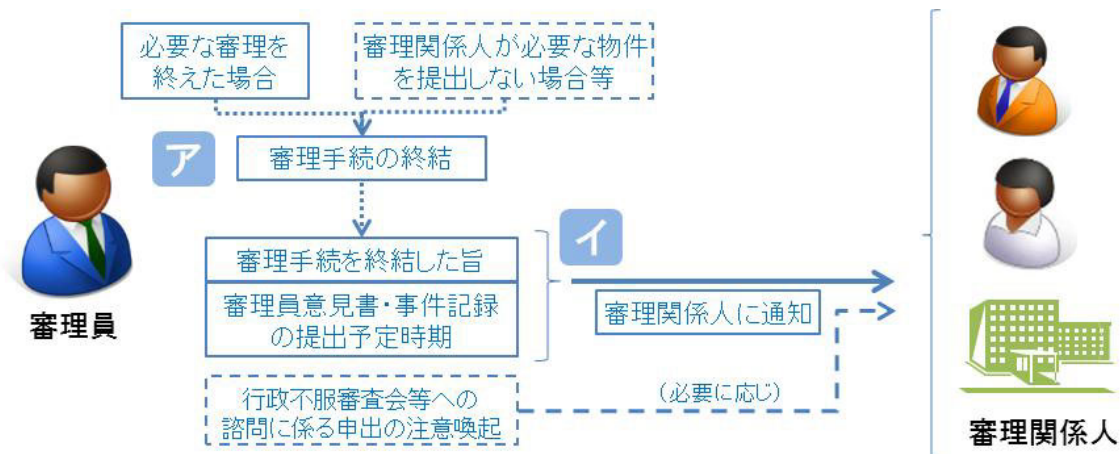 必要な審理を
終えた場合
審理関係人が必要な物件
を提出しない場合等
ア
審理手続の終結
審理員
審理手続を終結した旨
審理員意見書・事件記録
の提出予定時期
イ
審理関係人に通知
行政不服審査会等への
諮問に係る申出の注意喚起
(必要に応じ)
審理関係人